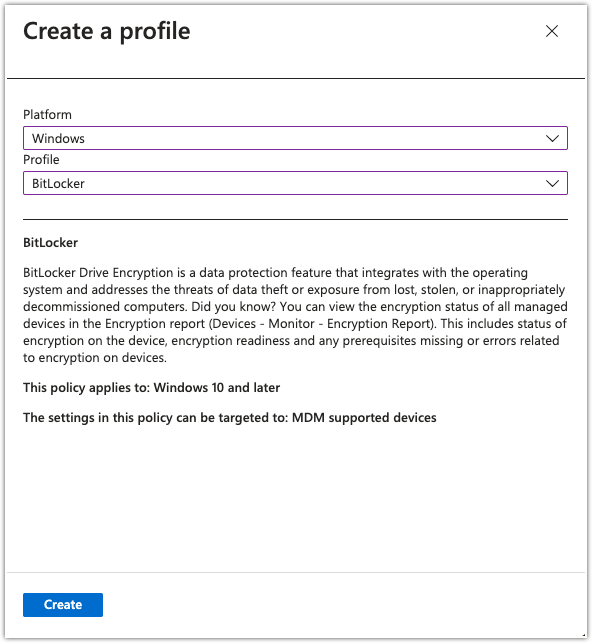 Create a profile
Platform
Windows
Profile
BitLocker
BitLocker
BitLocker Drive Encryption is a data protection feature that integrates with the operating
system and addresses the threats of data theft or exposure from lost, stolen, or inappropriately
decommissioned computers. Did you know? You can view the encryption status of all managed
devices in the Encryption report (Devices - Monitor - Encryption Report). This includes status of
encryption on the device, encryption readiness and any prerequisites missing or errors related
to encryption on devices.
This policy applies to: Windows 10 and later
The settings in this policy can be targeted to: MDM supported devices
Create